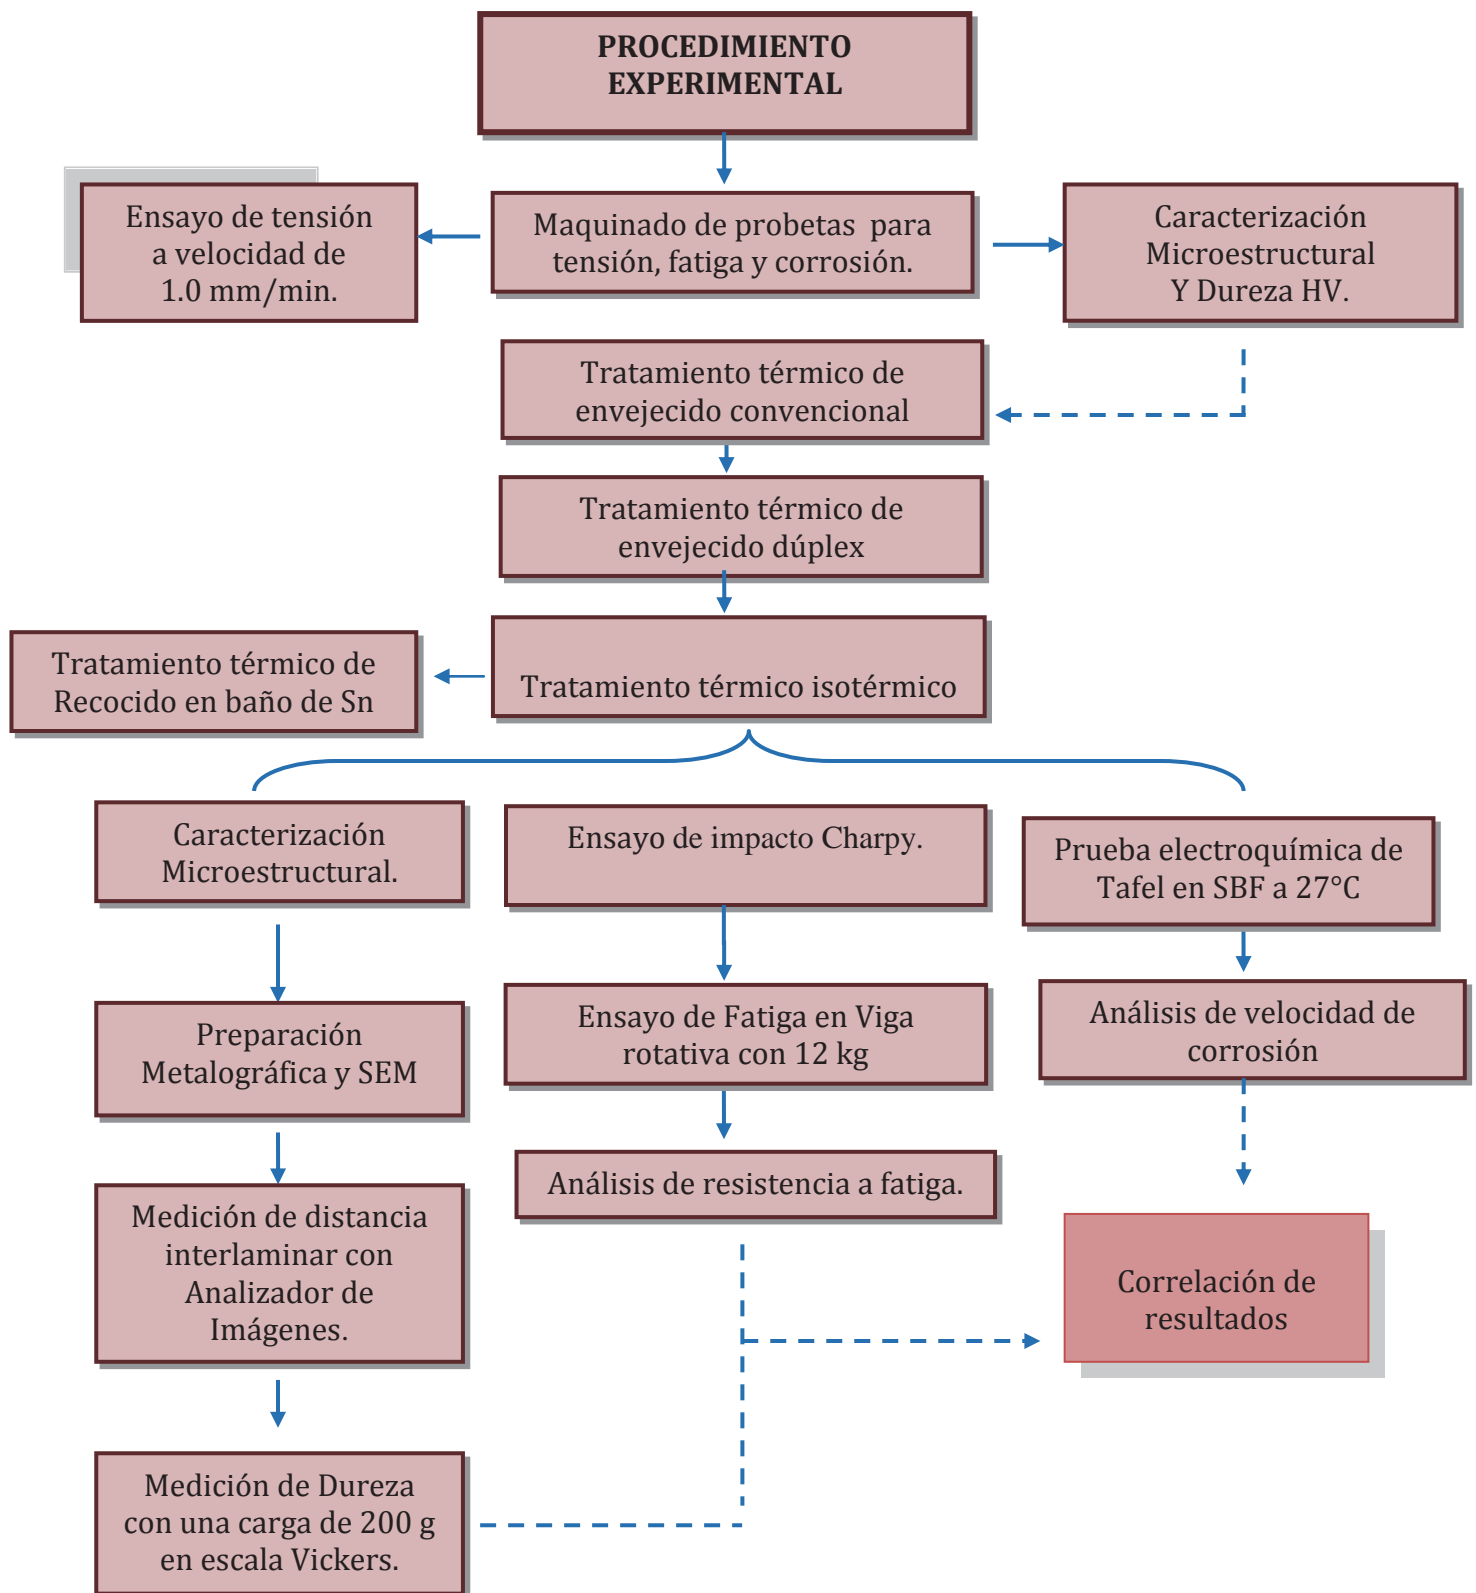 PROCEDIMIENTO
EXPERIMENTAL
Ensayo de tensión
a velocidad de
1.0 mm/min.
Maquinado de probetas para
tensión, fatiga y corrosión.
Caracterización
Microestructural
Y Dureza HV.
Tratamiento térmico de
envejecido convencional
Tratamiento térmico de
envejecido dúplex
Tratamiento térmico de
Recocido en baño de Sn
Tratamiento térmico isotérmico
Caracterización
Microestructural.
Ensayo de impacto Charpy.
Prueba electroquímica de
Tafel en SBF a 27°C
Preparación
Metalográfica y SEM
Ensayo de Fatiga en Viga
rotativa con 12 kg
Análisis de velocidad de
corrosión
Medición de distancia
interlaminar con
Analizador de
Imágenes.
Análisis de resistencia a fatiga.
Correlación de
resultados
Medición de Dureza
con una carga de 200 g
en escala Vickers.